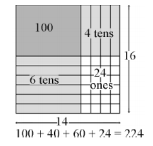 100
4 tens
16
6 tens
24
ones
14
100 + 40 + 60 + 24 = 224